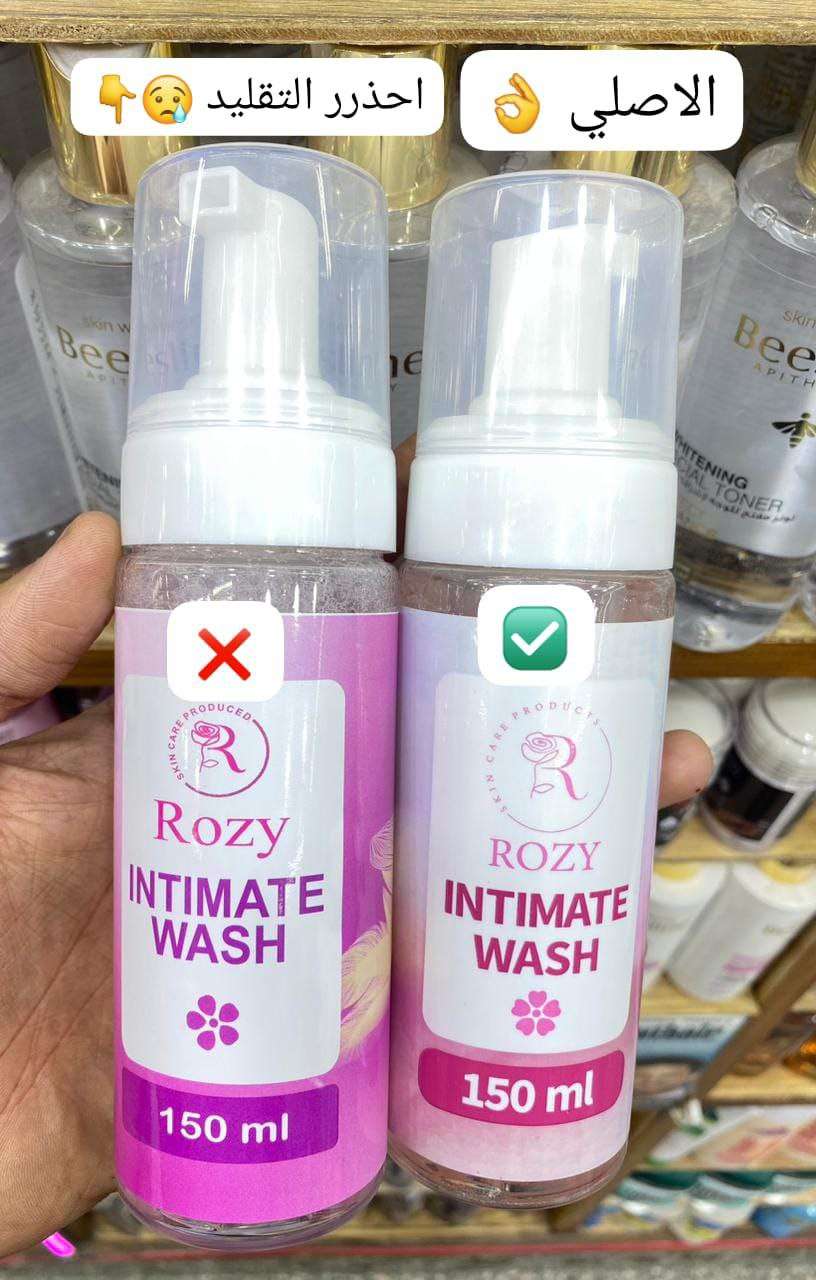 احذرر التقليد 😢👇
الاصلي 👌
SKIN CARE PRODUCED
R
Rozy
INTIMATE
WASH
150 ml
SKIN CARE PRODUCTS
R
ROZY
INTIMATE
WASH
150 ml
Bee
Bee
WHITENING
TONER